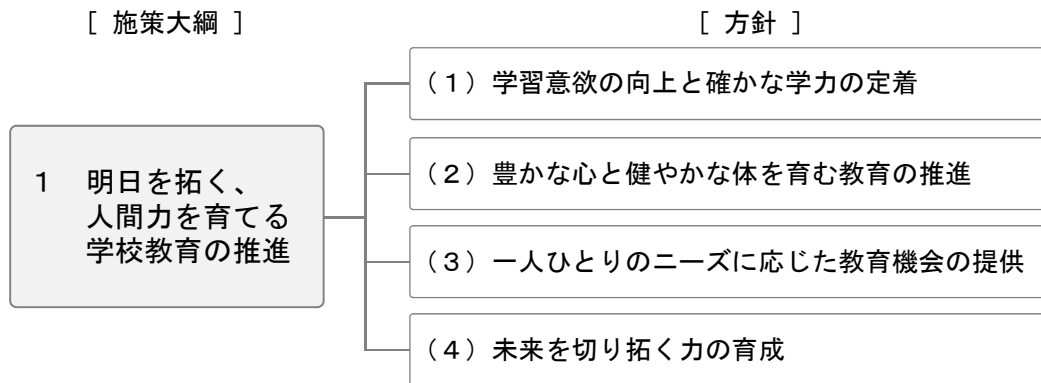 [ 施策大綱 ]
[ 方針 ]
1 明日を拓く、
人間力を育てる
学校教育の推進
(1)学習意欲の向上と確かな学力の定着
(2)豊かな心と健やかな体を育む教育の推進
(3)一人ひとりのニーズに応じた教育機会の提供
(4)未来を切り拓く力の育成